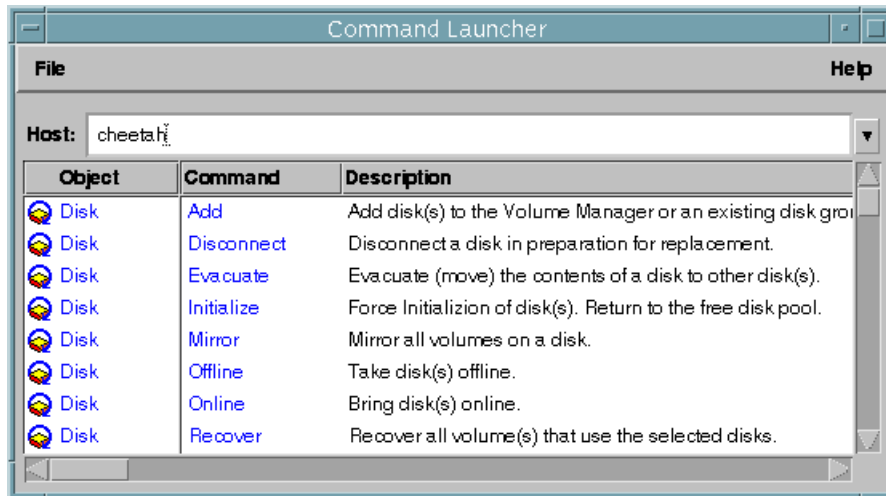 Command Launcher
File Help
Host: cheetah
Object Command Description
Disk Add Add disk(s) to the Volume Manager or an existing disk
Disk Disconnect Disconnect a disk in preparation for replacement.
Disk Evacuate Evacuate (move) the contents of a disk to other disk(s).
Disk Initialize Force Initializion of disk(s). Return to the free disk pool.
Disk Mirror Mirror all volumes on a disk.
Disk Offline Take disk(s) offline.
Disk Online Bring disk(s) online.
Disk Recover Recover all volume(s) that use the selected disks.